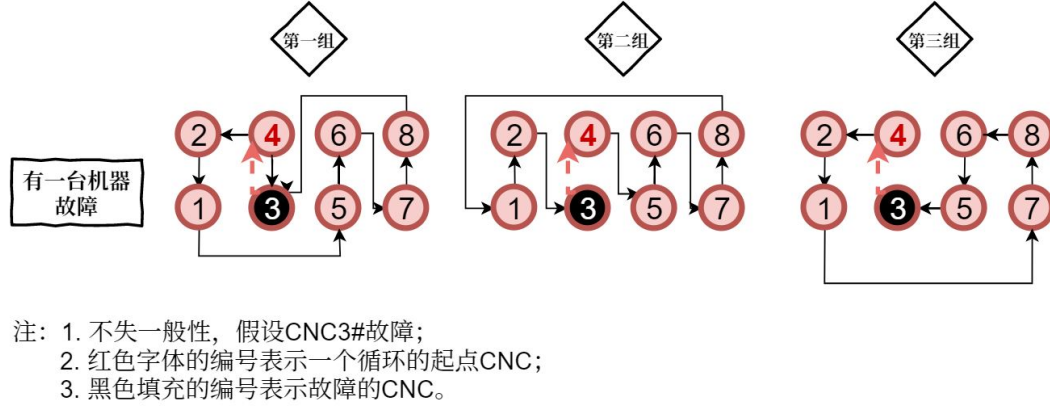 第一组
第二组
第三组
有一台机器
故障
2 4 6 8
1 3 5 7
2 4 6 8
1 3 5 7
2 4 6 8
1 3 5 7
注：1. 不失一般性，假设CNC3#故障；
2. 红色字体的编号表示一个循环的起点CNC；
3. 黑色填充的编号表示故障的CNC。